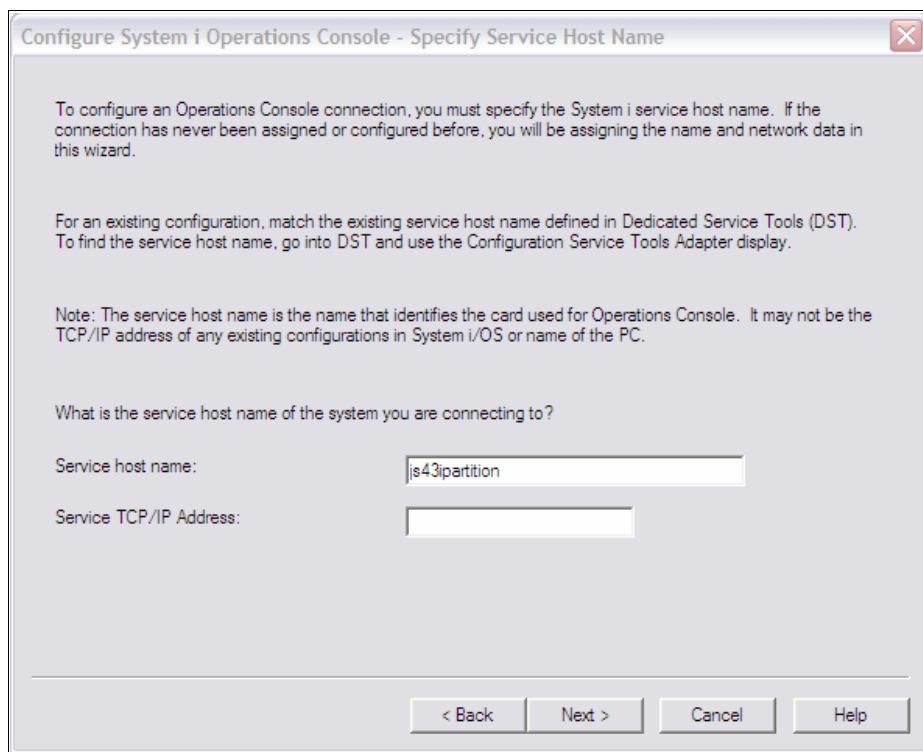 Configure System i Operations Console - Specify Service Host Name
To configure an Operations Console connection, you must specify the System i service host name. If the
connection has never been assigned or configured before, you will be assigning the name and network data in
this wizard.
For an existing configuration, match the existing service host name defined in Dedicated Service Tools (DST).
To find the service host name, go into DST and use the Configuration Service Tools Adapter display.
Note: The service host name is the name that identifies the card used for Operations Console. It may not be the
TCP/IP address of any existing configurations in System i/OS or name of the PC.
What is the service host name of the system you are connecting to?
Service host name: js43ipartition
Service TCP/IP Address:
< Back Next > Cancel Help